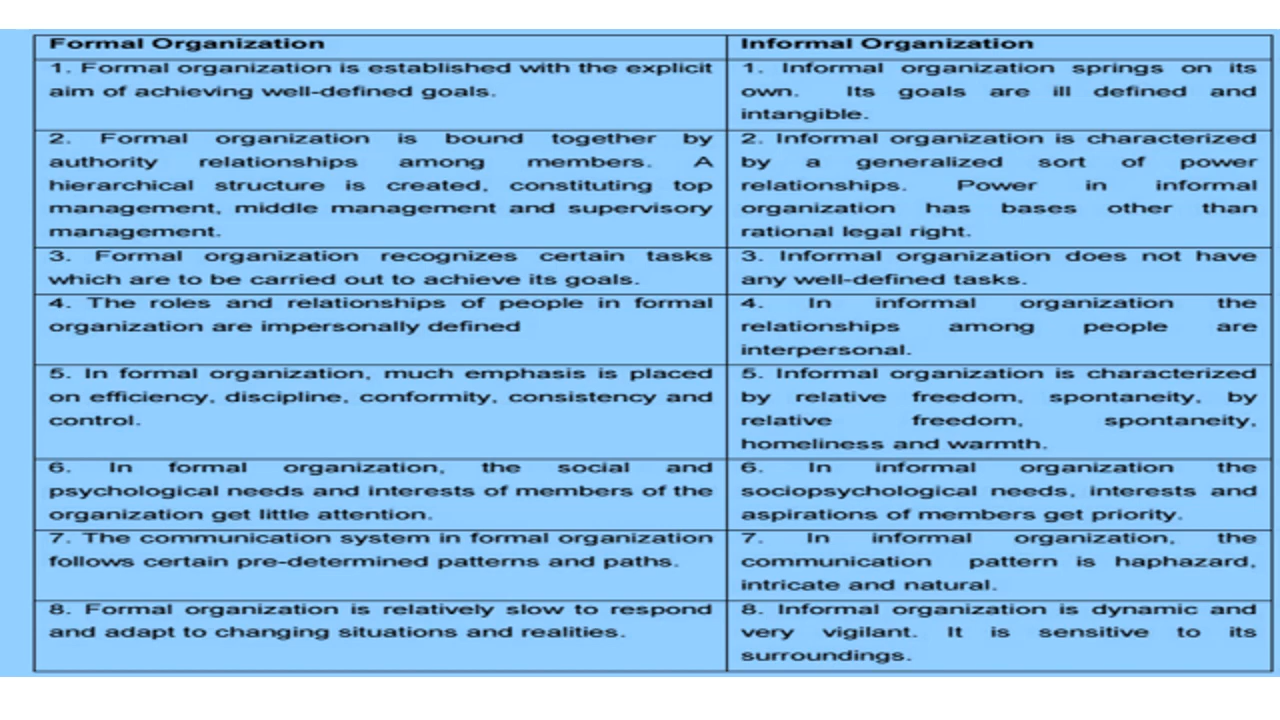 Formal Organization
Informal Organization
1. Formal organization is established with the explicit
aim of achieving well-defined goals.
1. Informal organization springs on its
own. Its goals are ill defined and
intangible.
2. Formal organization is bound together by
authority relationships among members. A
hierarchical structure is created, constituting top
management, middle management and supervisory
management.
2. Informal organization is characterized
by a generalized sort of power
relationships. Power in informal
organization has bases other than
rational legal right.
3. Formal organization recognizes certain tasks
which are to be carried out to achieve its goals.
3. Informal organization does not have
any well-defined tasks.
4. The roles and relationships of people in formal
organization are impersonally defined
4. In informal organization the
relationships among people are
interpersonal.
5. In formal organization, much emphasis is placed
on efficiency, discipline, conformity, consistency and
control.
5. Informal organization is characterized
by relative freedom, spontaneity, by
relative freedom, spontaneity,
homeliness and warmth.
6. In formal organization, the social and
psychological needs and interests of members of the
organization get little attention.
6. In informal organization the
sociopsychological needs, interests and
aspirations of members get priority.
7. The communication system in formal organization
follows certain pre-determined patterns and paths.
7. In informal organization, the
communication pattern is haphazard,
intricate and natural.
8. Formal organization is relatively slow to respond
and adapt to changing situations and realities.
8. Informal organization is dynamic and
very vigilant. It is sensitive to its
surroundings.